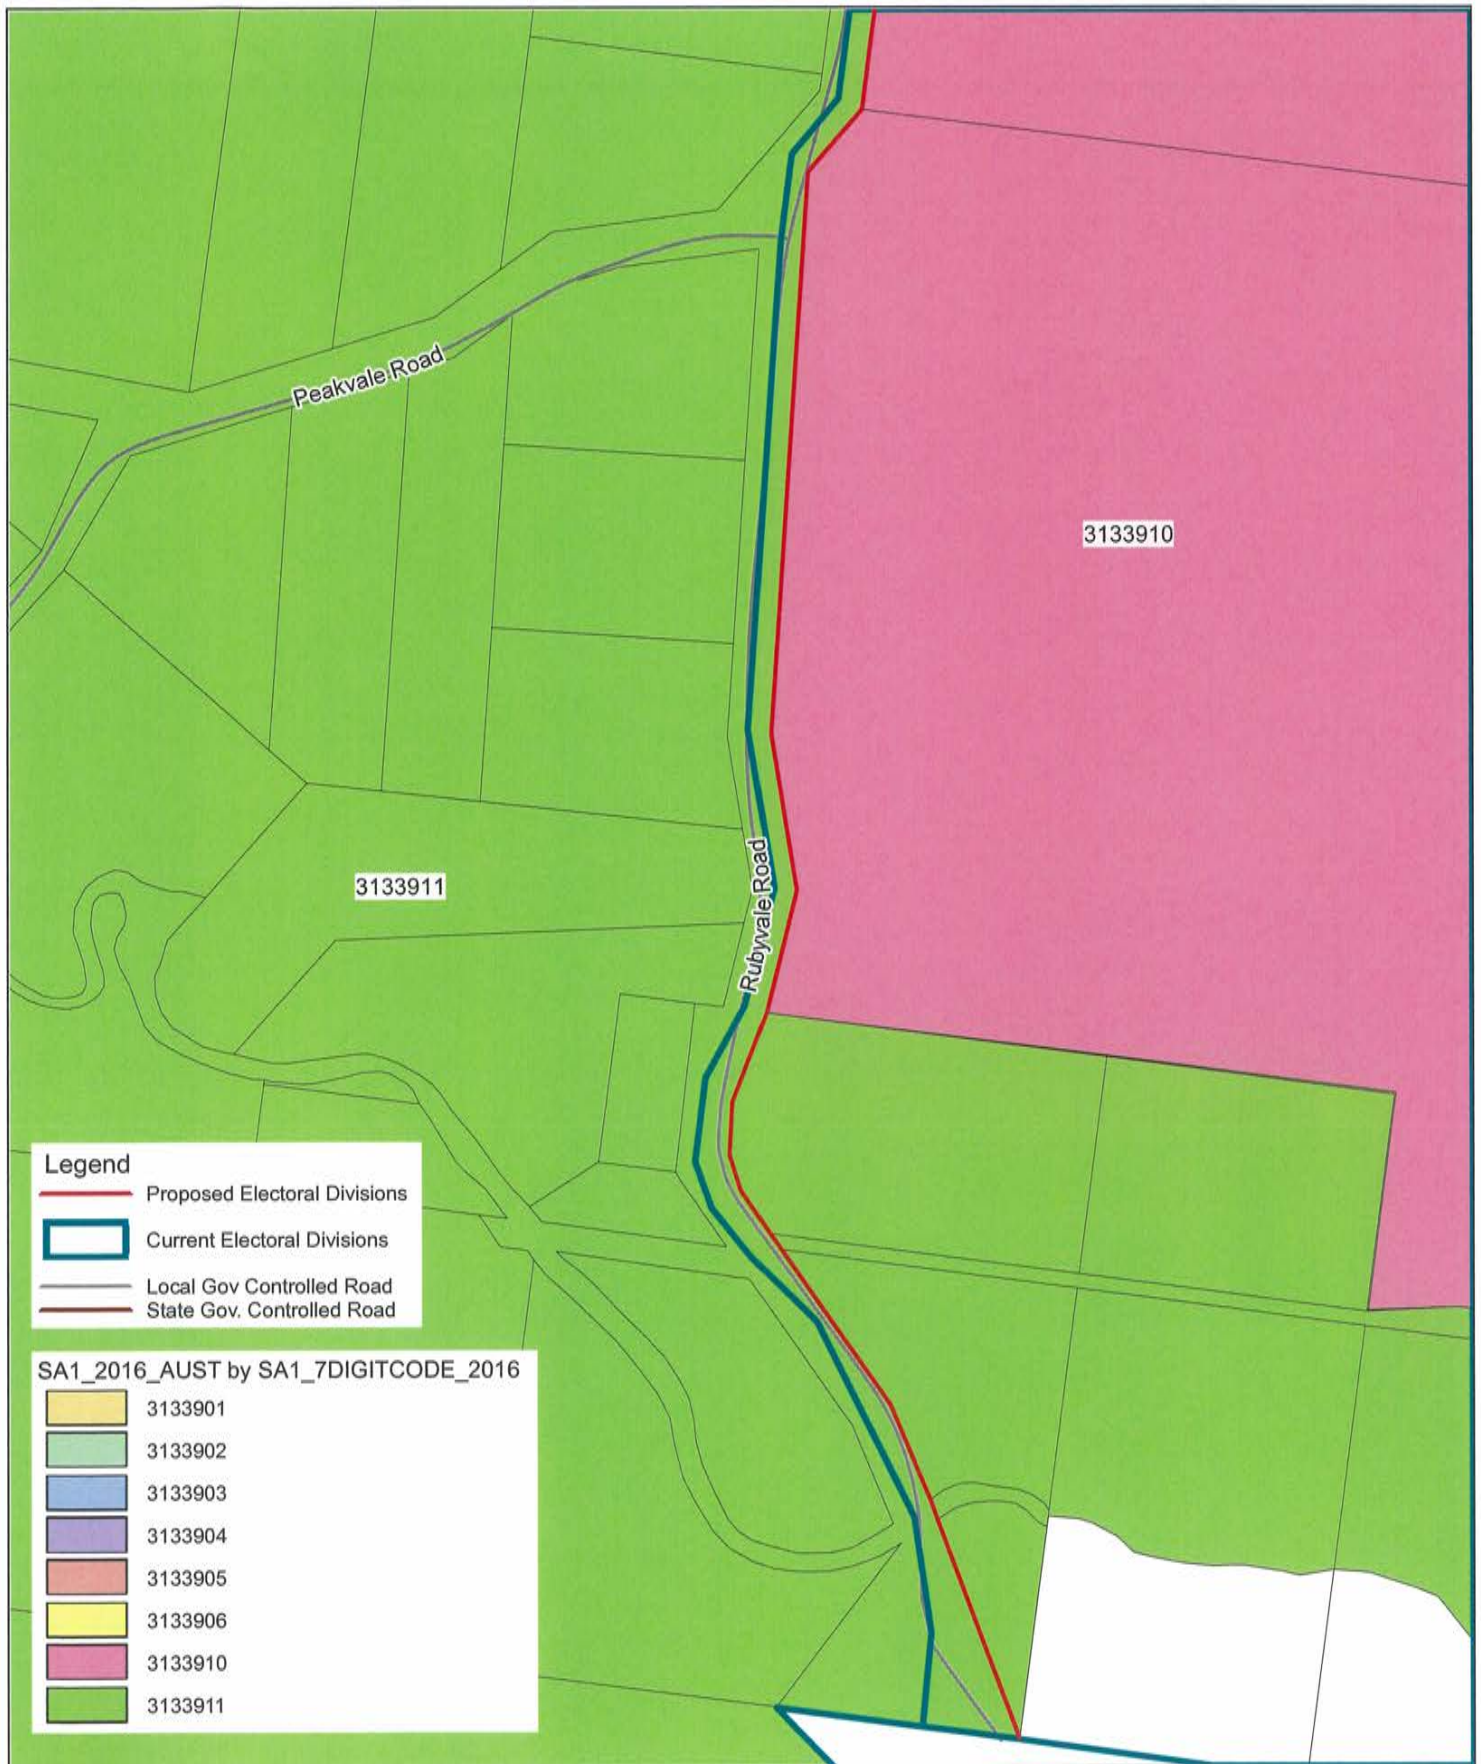 Peakvale Road
3133910
3133911
Rubyvale Road
Legend
Proposed Electoral Divisions
Current Electoral Divisions
Local Gov Controlled Road
State Gov. Controlled Road
SA1_2016_AUST by SA1_7DIGITCODE_2016
3133901
3133902
3133903
3133904
3133905
3133906
3133910
3133911